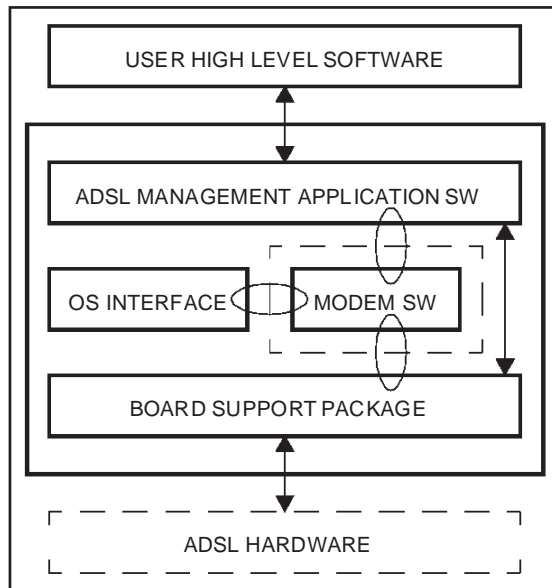 USER HIGH LEVEL SOFTWARE
ADSL MANAGEMENT APPLICATION SW
OS INTERFACE
MODEM SW
BOARD SUPPORT PACKAGE
ADSL HARDWARE